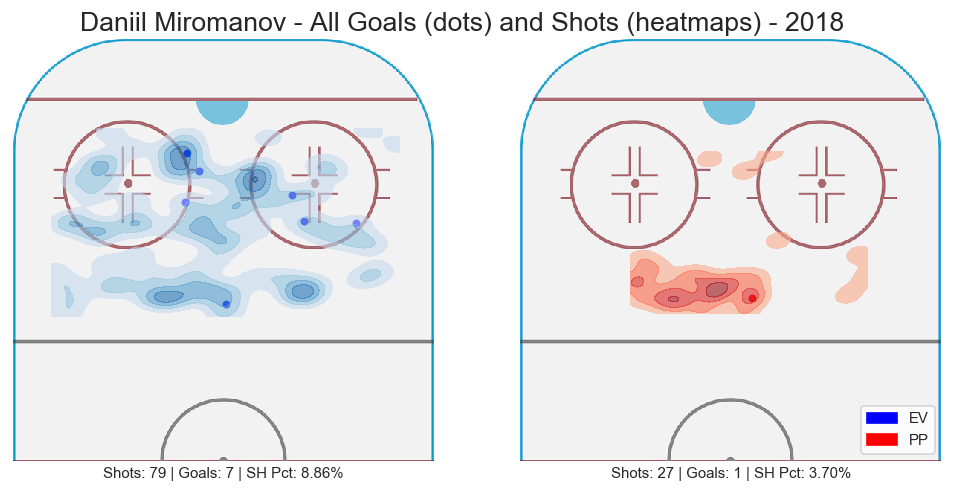 Daniil Miromanov - All Goals (dots) and Shots (heatmaps) - 2018
EV
PP
Shots: 79 | Goals: 7 | SH Pct: 8.86%
Shots: 27 | Goals: 1 | SH Pct: 3.70%